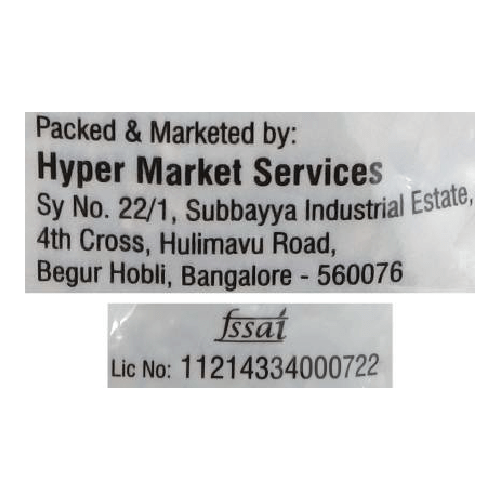 Packed & Marketed by:
Hyper Market Services
Sy No. 22/1, Subbayya Industrial Estate,
4th Cross, Hulimavu Road,
Begur Hobli, Bangalore - 560076
fssai
Lic No: 11214334000722